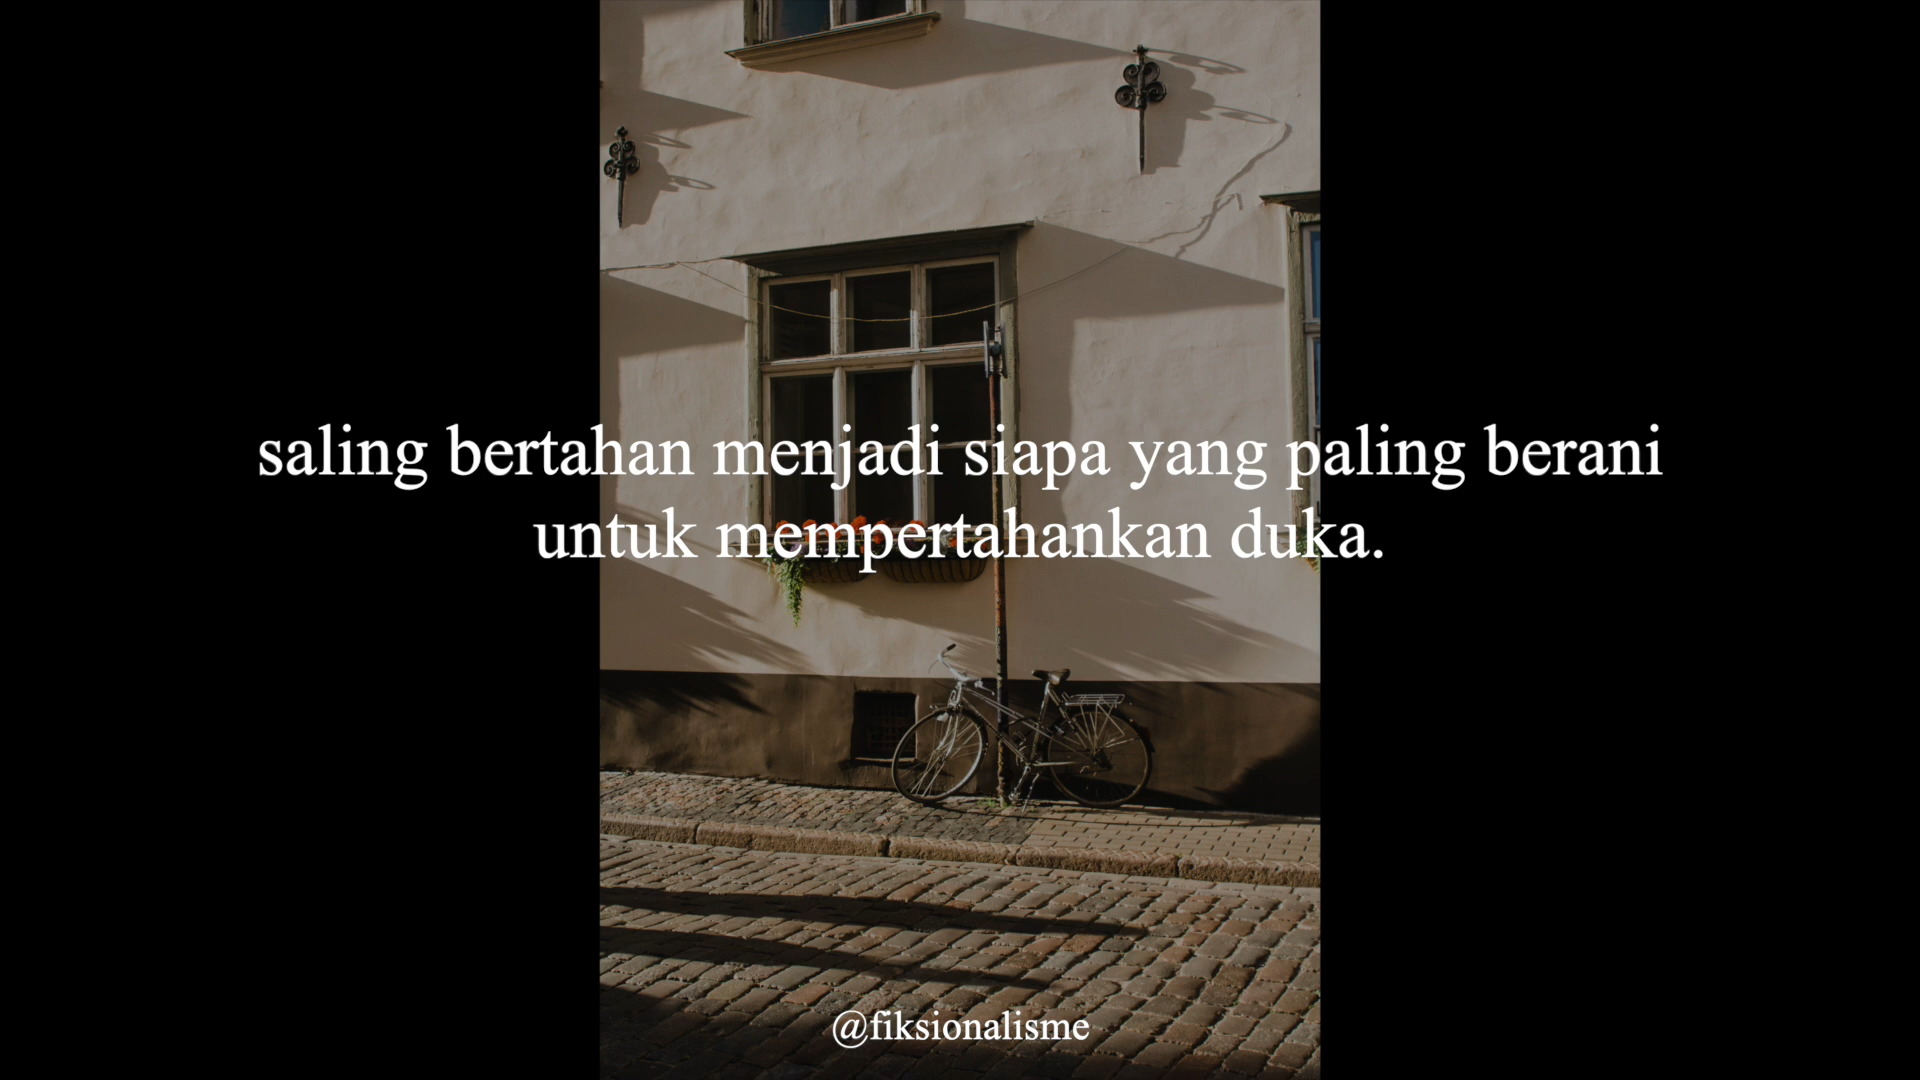 saling bertahan menjadi siapa yang paling berani
untuk mempertahankan duka.
@fiksionalisme